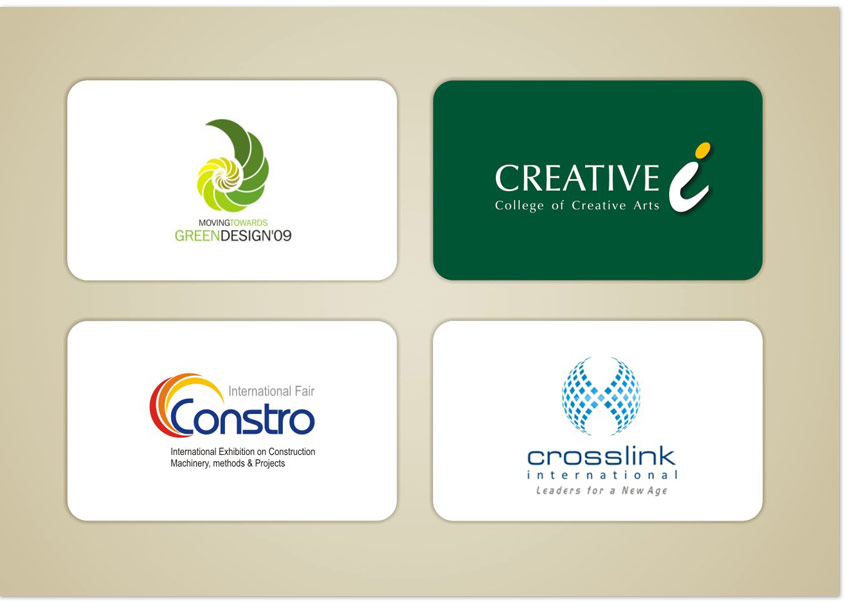 MOVINGTOWARDS
GREENDESIGN'09
CREATIVE i
College of Creative Arts
International Fair
Constro
International Exhibition on Construction
Machinery, methods & Projects
crosslink
international
Leaders for a New Age